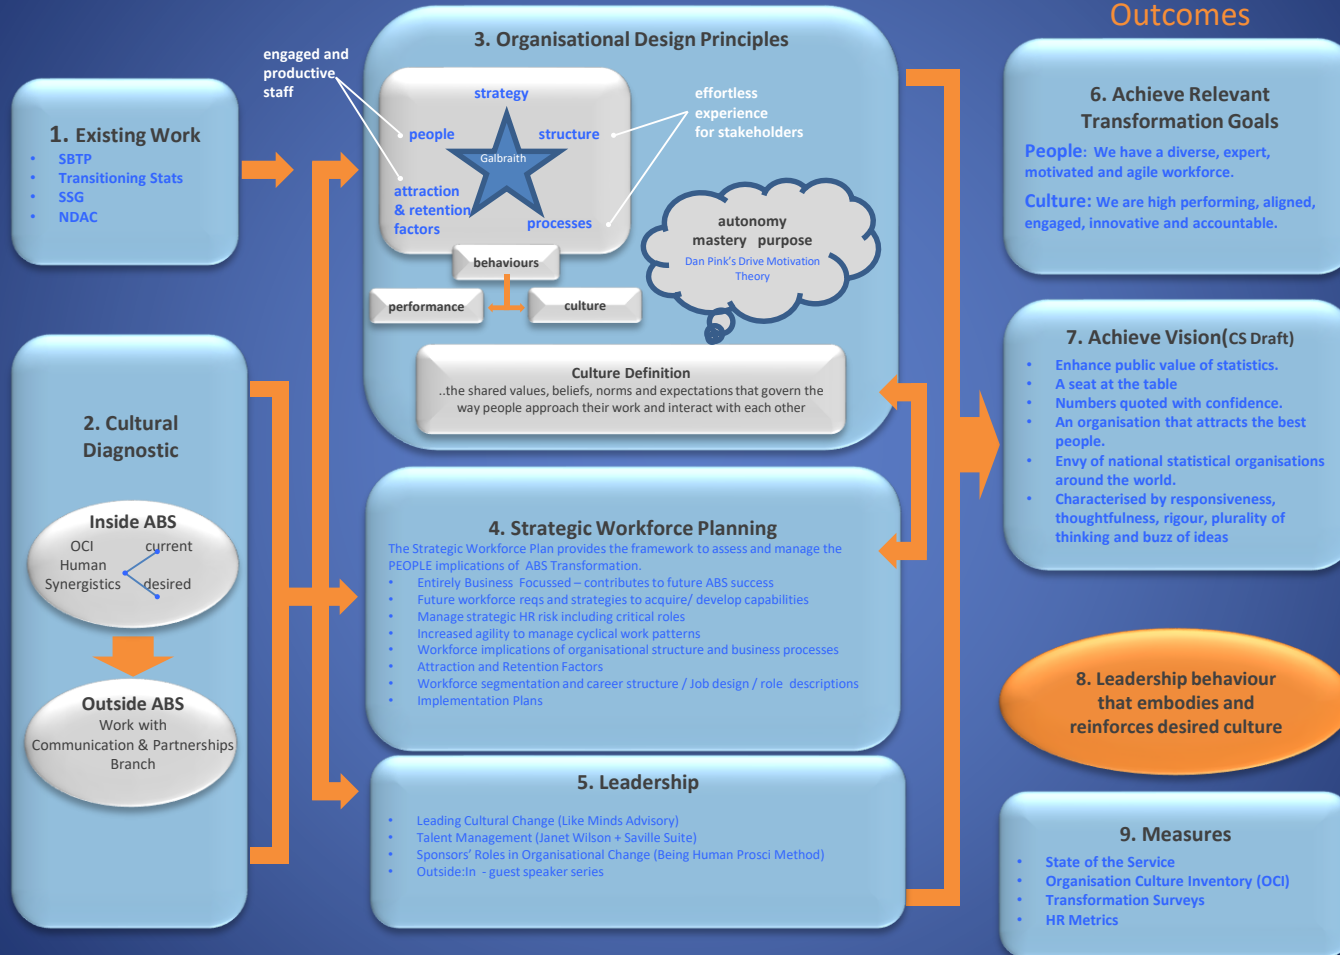 Outcomes
engaged and
productive
staff
1. Existing Work
• SBTP
• Transitioning Stats
• SSG
• NDAC
2. Cultural
Diagnostic
Inside ABS
OCI
Human
Synergistics
current
desired
Outside ABS
Work with
Communication & Partnerships
Branch
3. Organisational Design Principles
strategy
people
structure
Galbraith
attraction
& retention
factors
processes
effortless
experience
for stakeholders
behaviours
performance
culture
autonomy
mastery purpose
Dan Pink's Drive Motivation
Theory
Culture Definition
..the shared values, beliefs, norms and expectations that govern the
way people approach their work and interact with each other
4. Strategic Workforce Planning
The Strategic Workforce Plan provides the framework to assess and manage the
PEOPLE implications of ABS Transformation.
• Entirely Business Focussed – contributes to future ABS success
• Future workforce reqs and strategies to acquire/ develop capabilities
• Manage strategic HR risk including critical roles
• Increased agility to manage cyclical work patterns
• Workforce implications of organisational structure and business processes
• Attraction and Retention Factors
• Workforce segmentation and career structure / Job design / role descriptions
• Implementation Plans
5. Leadership
• Leading Cultural Change (Like Minds Advisory)
• Talent Management (Janet Wilson + Saville Suite)
• Sponsors' Roles in Organisational Change (Being Human Prosci Method)
• Outside:In - guest speaker series
6. Achieve Relevant
Transformation Goals
People: We have a diverse, expert,
motivated and agile workforce.
Culture: We are high performing, aligned,
engaged, innovative and accountable.
7. Achieve Vision(CS Draft)
• Enhance public value of statistics.
• A seat at the table
• Numbers quoted with confidence.
• An organisation that attracts the best
people.
• Envy of national statistical organisations
around the world.
• Characterised by responsiveness,
thoughtfulness, rigour, plurality of
thinking and buzz of ideas
8. Leadership behaviour
that embodies and
reinforces desired culture
9. Measures
• State of the Service
• Organisation Culture Inventory (OCI)
• Transformation Surveys
• HR Metrics